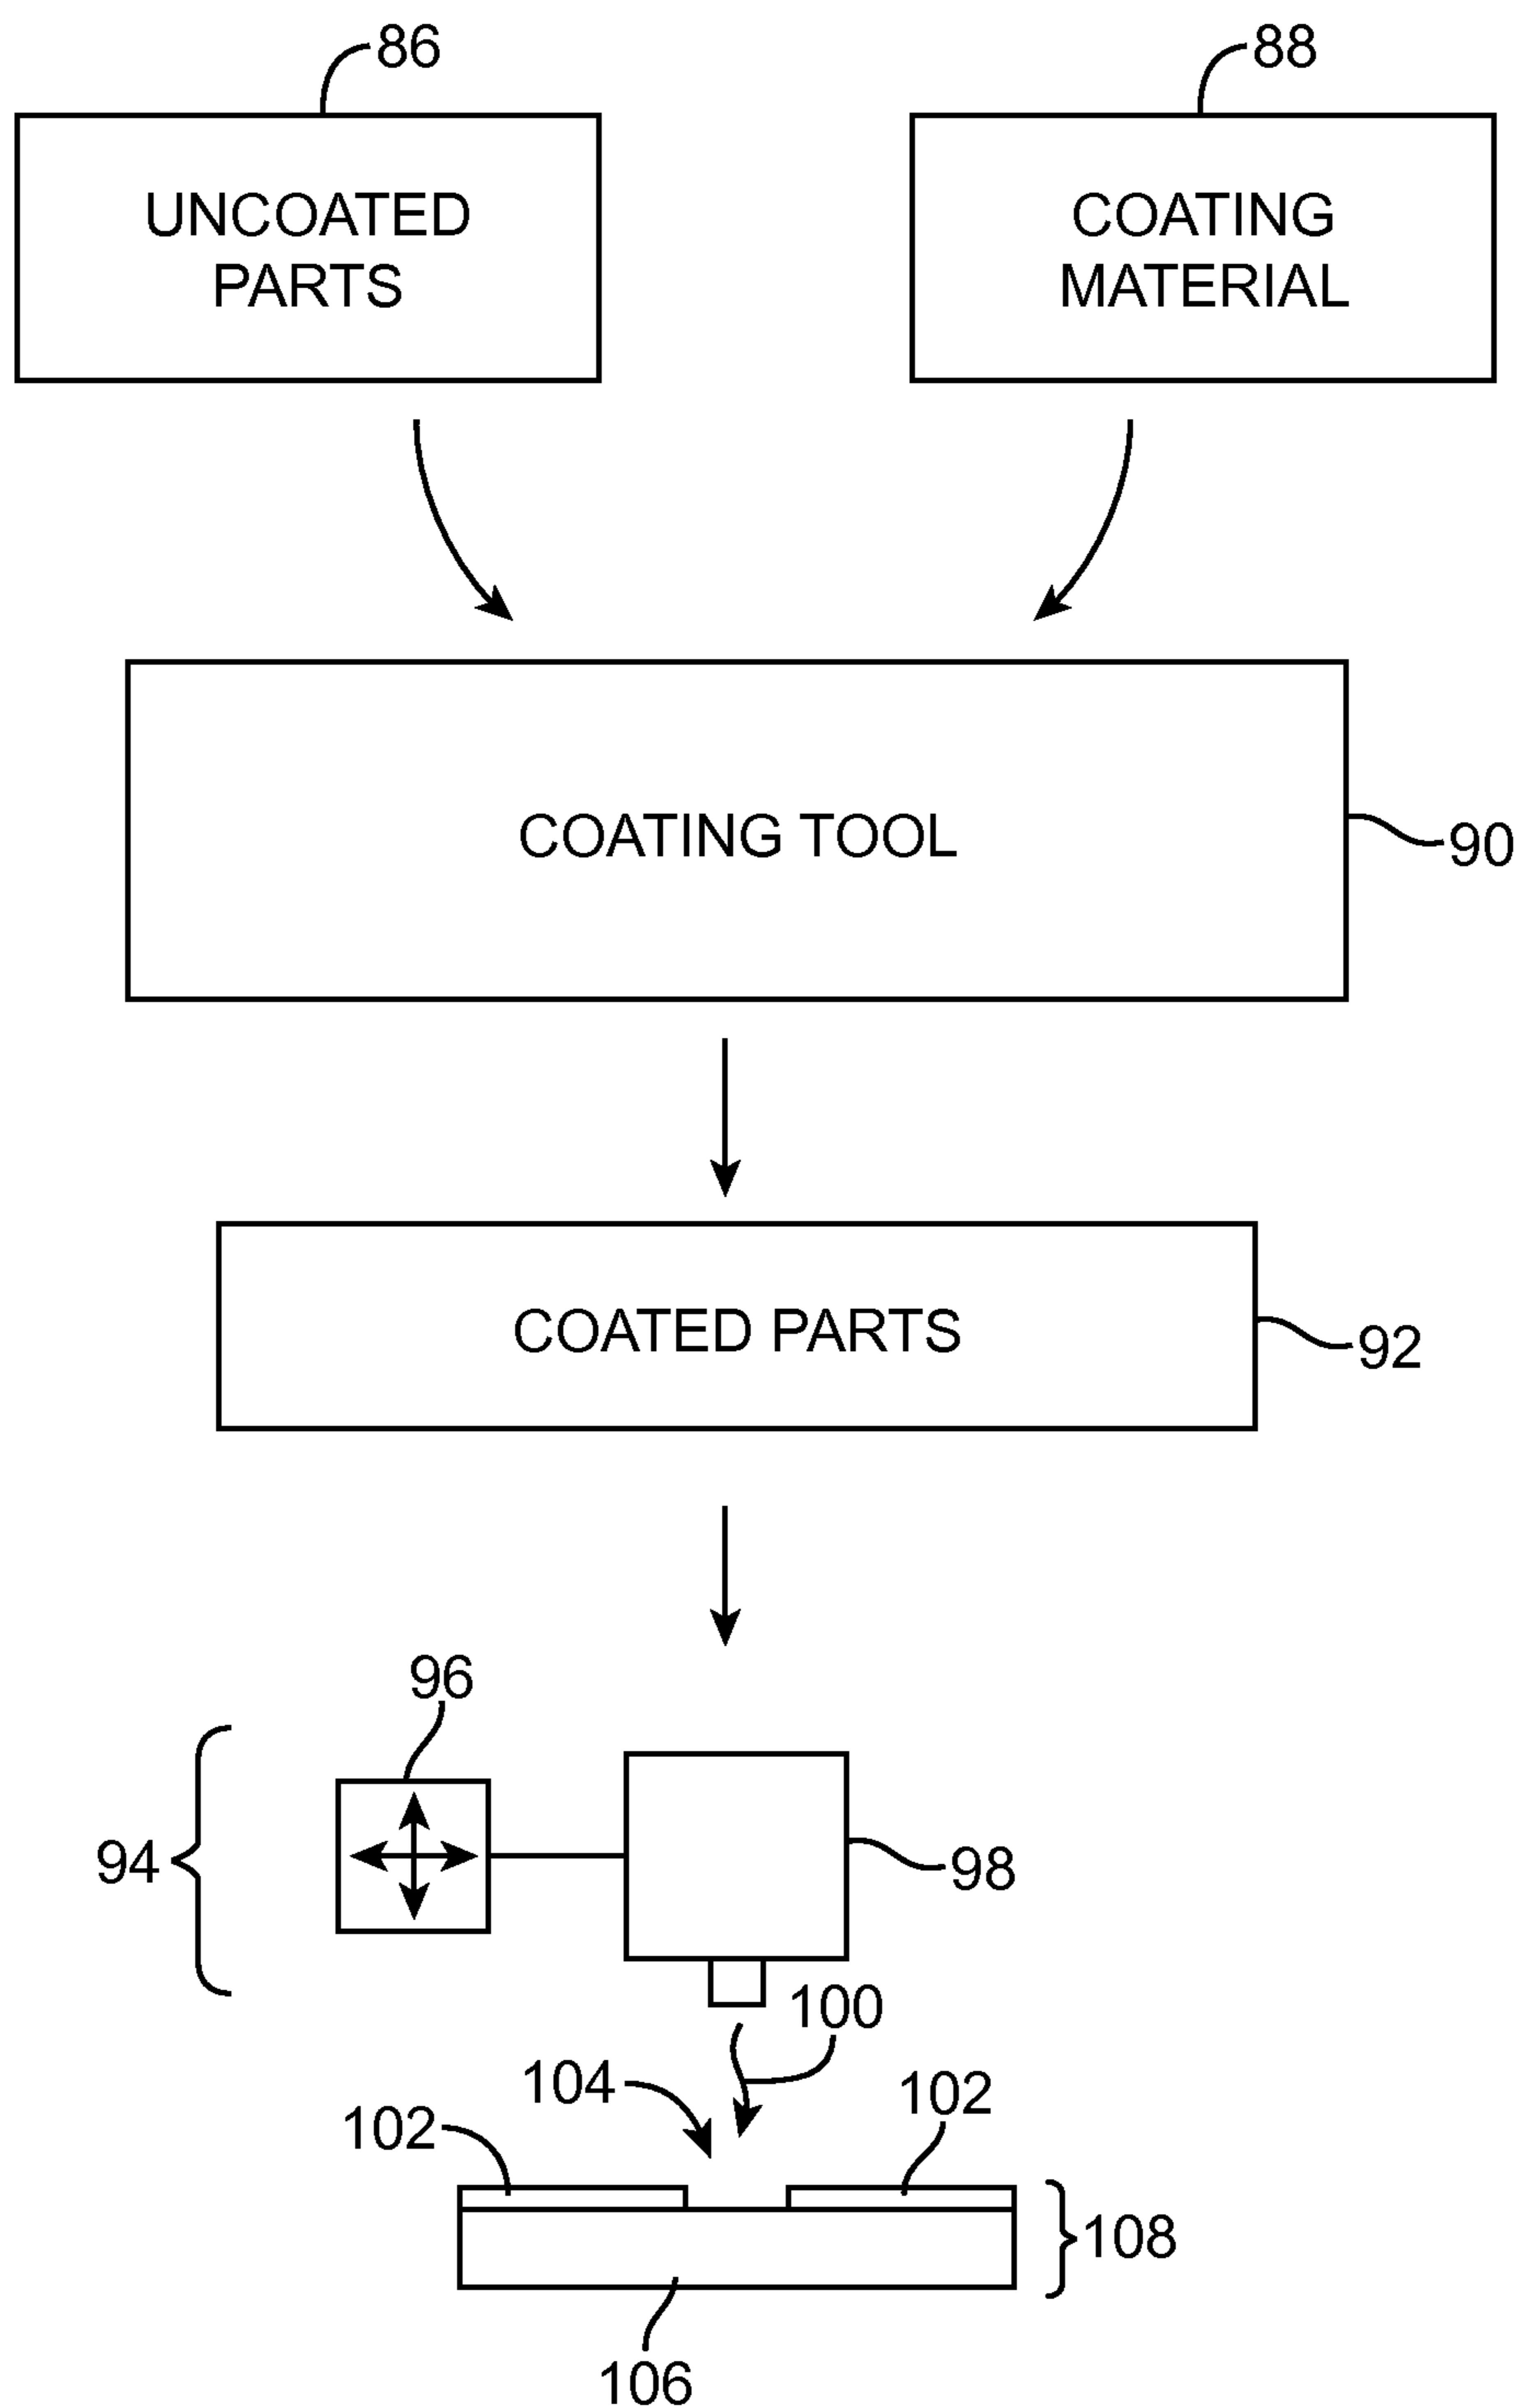 86
88
UNCOATED
PARTS
COATING
MATERIAL
COATING TOOL
90
COATED PARTS
92
96
94
98
100
104
102
102
108
106